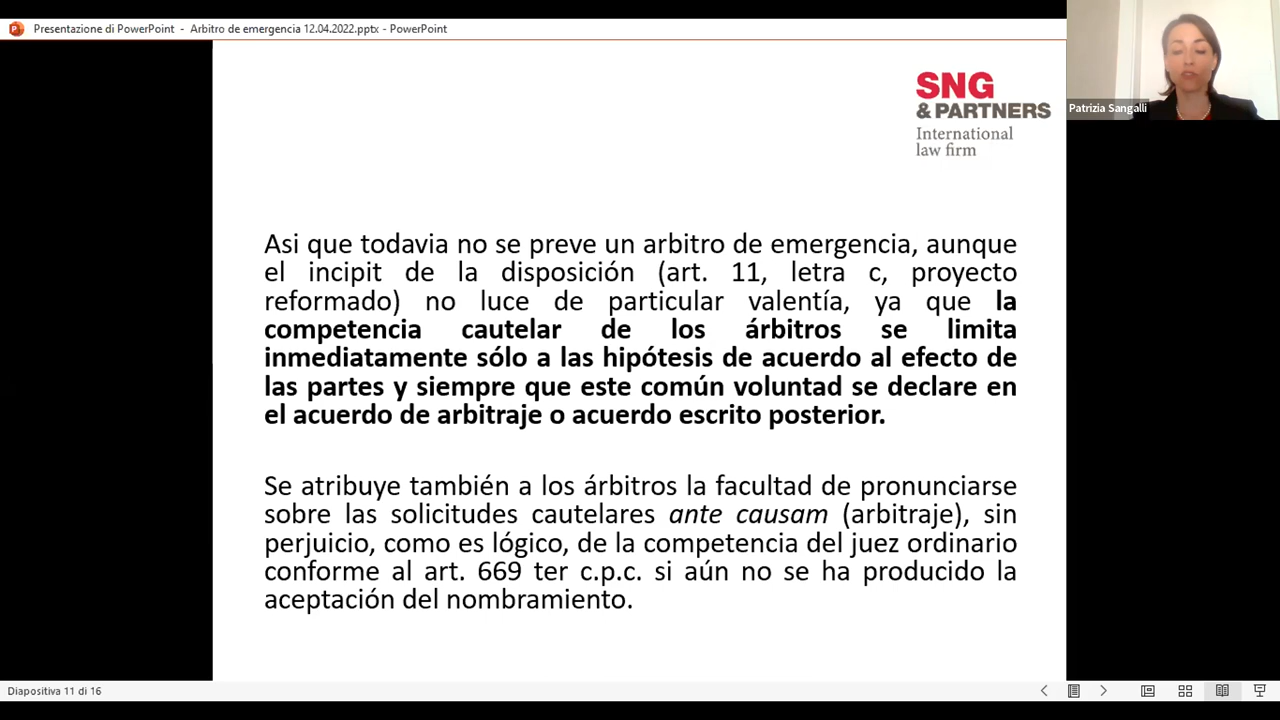 Presentazione di PowerPoint - Arbitro de emergencia 12.04.2022.pptx - PowerPoint
SNG
& PARTNERS
International
law firm
Patrizia Sangalli
Asi que todavia no se preve un arbitro de emergencia, aunque
el incipit de la disposición (art. 11, letra c, proyecto
reformado) no luce de particular valentía, ya que la
competencia cautelar de los árbitros se limita
inmediatamente sólo a las hipótesis de acuerdo al efecto de
las partes y siempre que este común voluntad se declare en
el acuerdo de arbitraje o acuerdo escrito posterior.
Se atribuye también a los árbitros la facultad de pronunciarse
sobre las solicitudes cautelares ante causam (arbitraje), sin
perjuicio, como es lógico, de la competencia del juez ordinario
conforme al art. 669 ter c.p.c. si aún no se ha producido la
aceptación del nombramiento.
Diapositiva 11 di 16